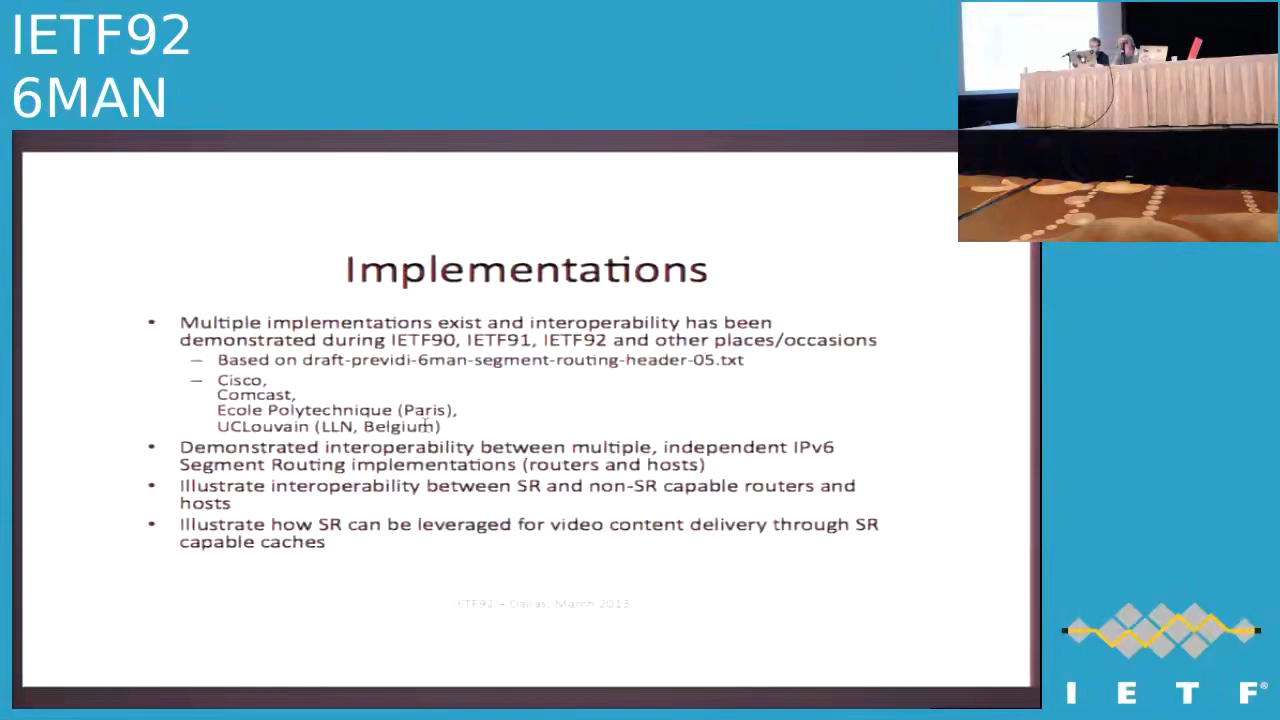 IETF92
6MAN
Implementations
• Multiple implementations exist and interoperability has been
demonstrated during IETF90, IETF91, IETF92 and other places/occasions
– Based on draft-previdi-6man-segment-routing-header-05.txt
– Cisco,
Comcast,
Ecole Polytechnique (Paris),
UCLouvain (LLN, Belgium)
• Demonstrated interoperability between multiple, independent IPv6
Segment Routing implementations (routers and hosts)
• Illustrate interoperability between SR and non-SR capable routers and
hosts
• Illustrate how SR can be leveraged for video content delivery through SR
capable caches
IETF92 – Dallas, March 2015
I E T F®